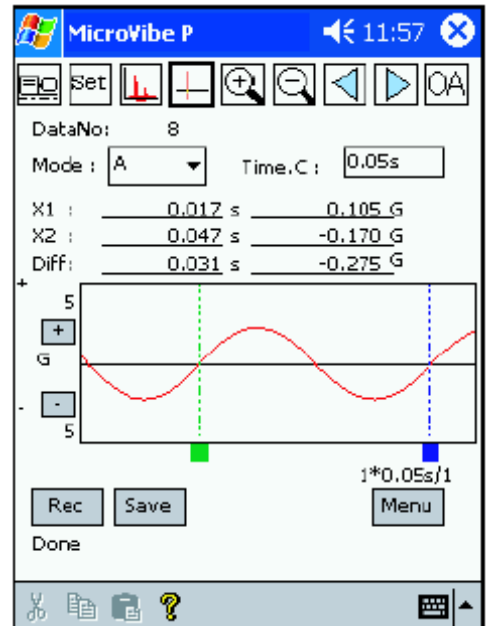 MicroVibe P 11:57
Set OA
DataNo: 8
Mode : A Time.C : 0.05s
X1 : 0.017 s 0.105 G
X2 : 0.047 s -0.170 G
Diff: 0.031 s -0.275 G
+
5
+
G
-
-
5
1*0.05s/1
Rec Save Menu
Done
?